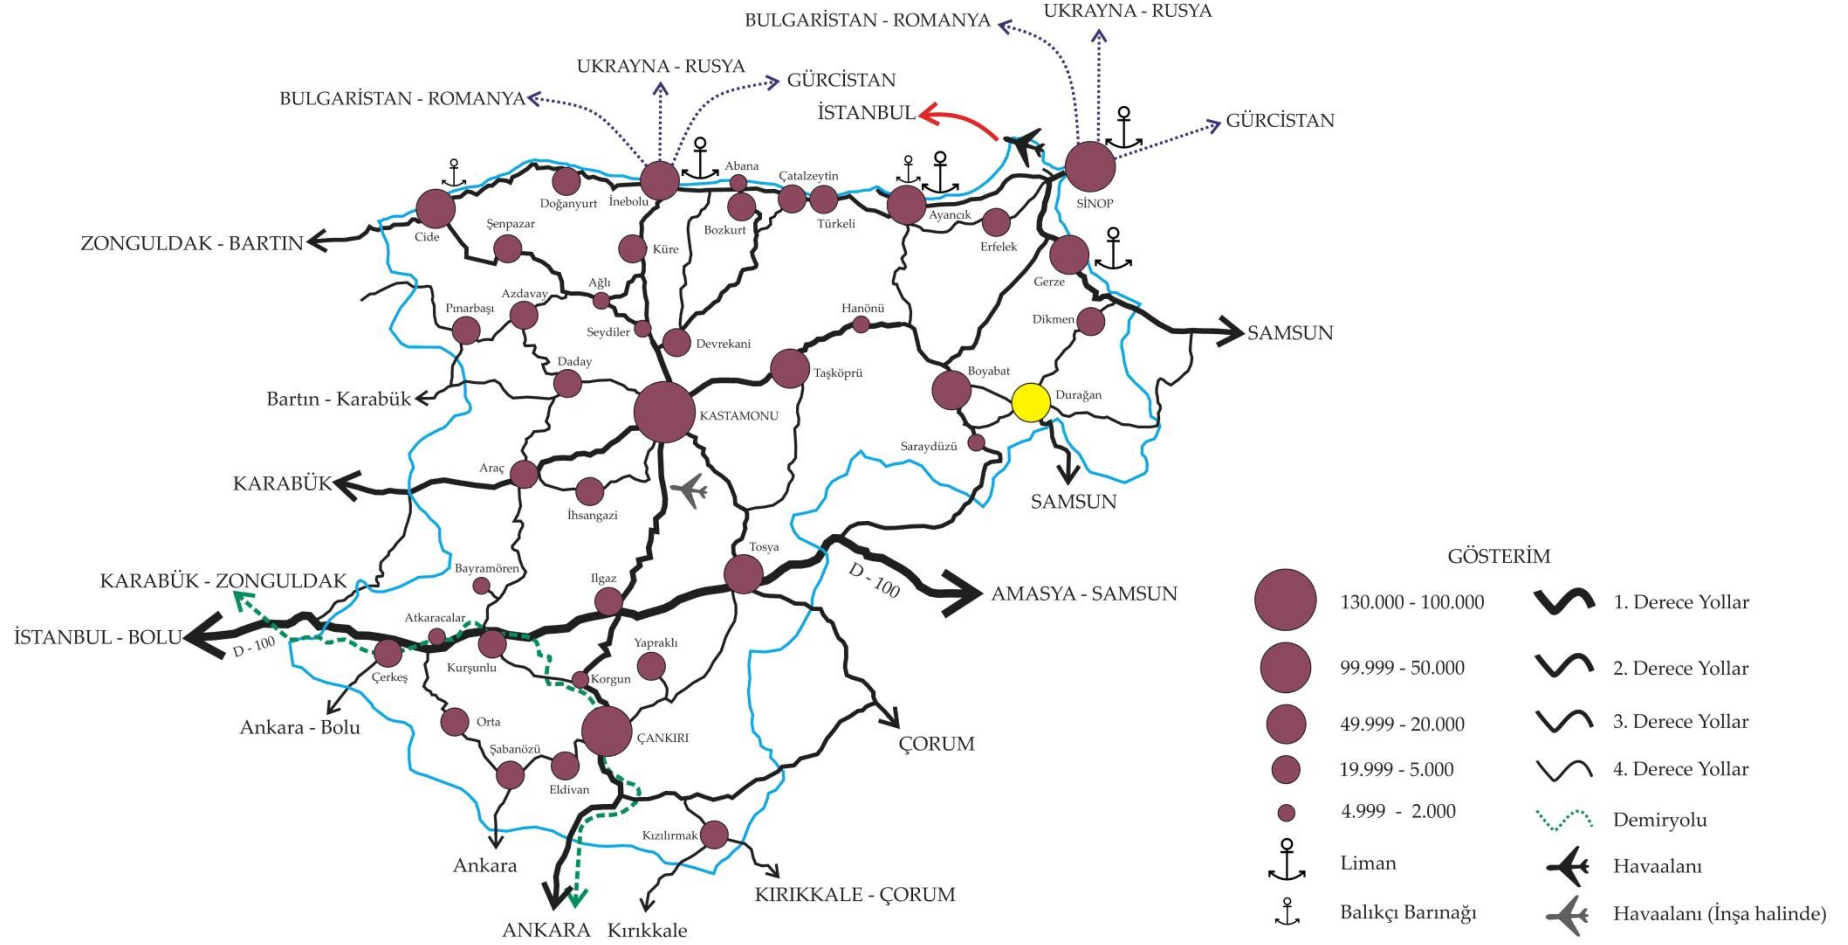 BULGARİSTAN - ROMANYA
UKRAYNA - RUSYA
UKRAYNA - RUSYA
GÜRCİSTAN
BULGARİSTAN - ROMANYA
İSTANBUL
GÜRCİSTAN
Abana
Çatalzeytin
Doğanyurt
İnebolu
SİNOP
Türkeli
Ayancık
Şenpazar
Bozkurt
Cide
ZONGULDAK - BARTIN
Küre
Erfelek
Ağlı
Gerze
Azdavay
Pınarbaşı
Hanönü
Dikmen
Seydiler
SAMSUN
Devrekani
Daday
Taşköprü
Boyabat
Bartın - Karabük
Durağan
KASTAMONU
Saraydüzü
Araç
KARABÜK
SAMSUN
İhsangazi
Tosya
Bayramören
Ilgaz
KARABÜK - ZONGULDAK
D - 100
AMASYA - SAMSUN
Atkaracalar
İSTANBUL - BOLU
D - 100
Yapraklı
Kurşunlu
Çerkeş
Korgun
Ankara - Bolu
Orta
ÇANKIRI
ÇORUM
Şabanözü
Eldivan
Kızılırmak
Ankara
KIRIKKALE - ÇORUM
ANKARA
Kırıkkale
GÖSTERİM
130.000 - 100.000
1. Derece Yollar
99.999 - 50.000
2. Derece Yollar
49.999 - 20.000
3. Derece Yollar
19.999 - 5.000
4. Derece Yollar
4.999 - 2.000
Demiryolu
Liman
Havaalanı
Balıkçı Barınağı
Havaalanı (İnşa halinde)